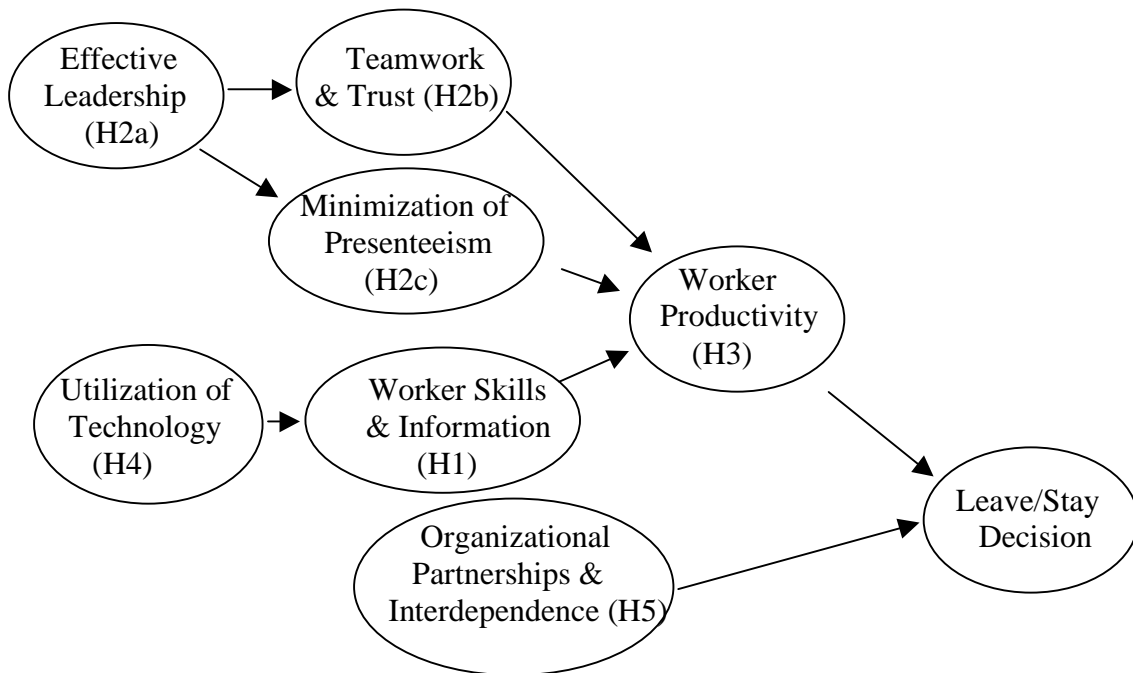 Effective
Leadership
(H2a)
Teamwork
& Trust (H2b)
Minimization of
Presenteeism
(H2c)
Worker
Productivity
(H3)
Utilization of
Technology
(H4)
Worker Skills
& Information
(H1)
Organizational
Partnerships &
Interdependence (H5)
Leave/Stay
Decision